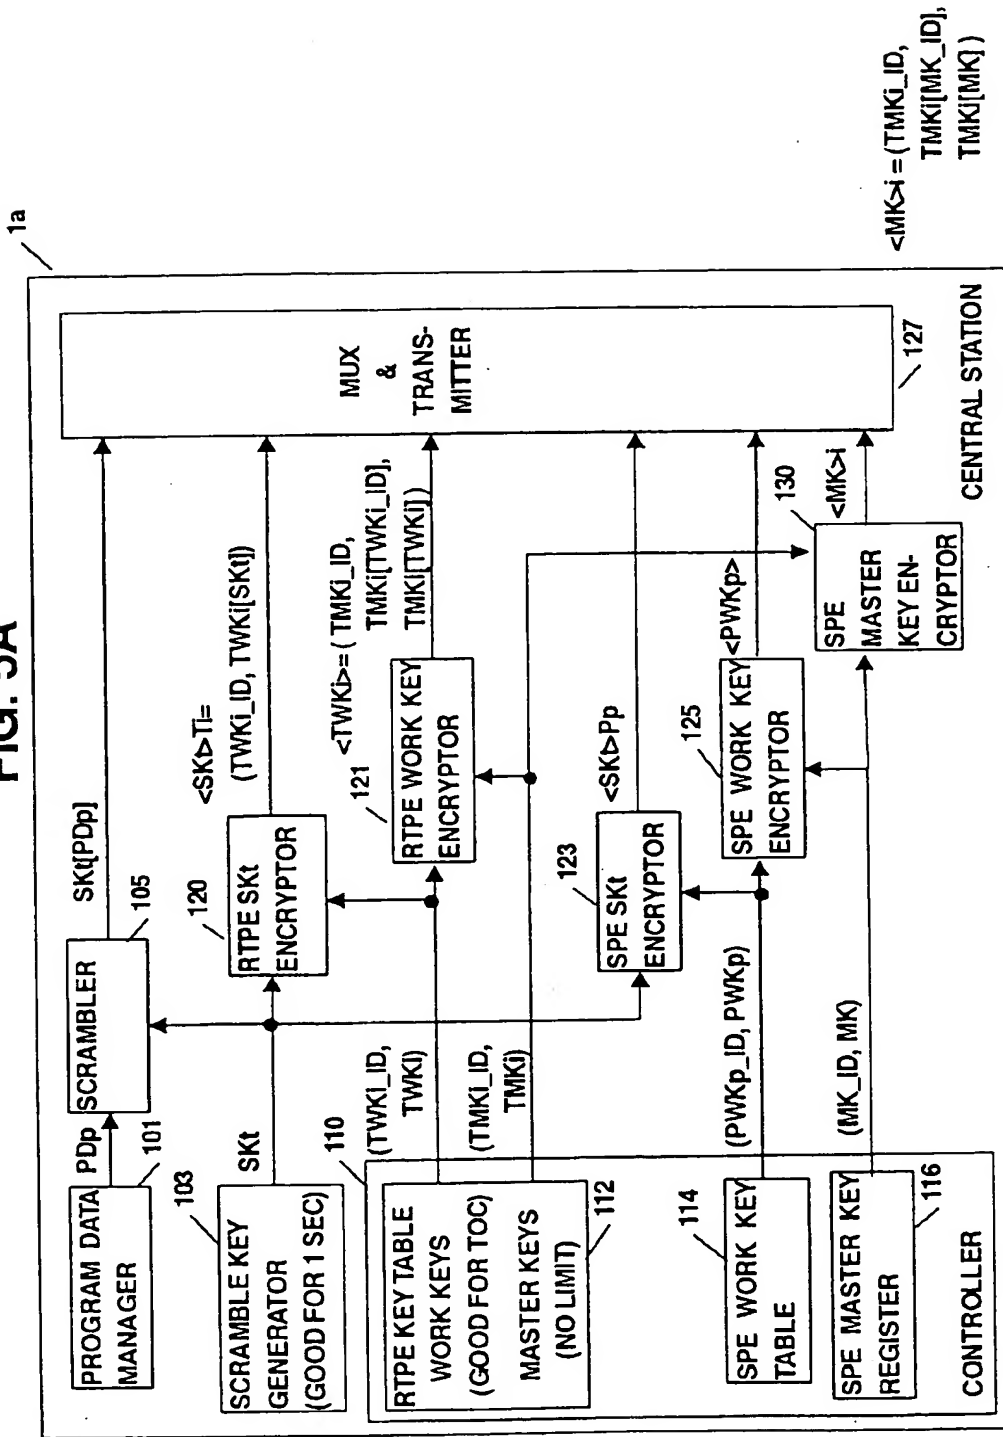 FIG. 5A
1a
PROGRAM DATA
MANAGER
101
PDp
SCRAMBLER
105
SKt[PDp]
SCRAMBLE KEY
GENERATOR
(GOOD FOR 1 SEC)
103
SKt
RTPE SKt
ENCRYPTOR
120
<SKt>Ti=
(TWKi_ID, TWKi[SKt])
110
RTPE KEY TABLE
WORK KEYS
(GOOD FOR TOC)
MASTER KEYS
(NO LIMIT)
112
(TWKi_ID,
TWKi)
(TMKi_ID,
TMKi)
RTPE WORK KEY
ENCRYPTOR
121
<TWKi>=(TMKi_ID,
TMKi[TWKi_ID],
TMKi[TWKi])
SPE SKt
ENCRYPTOR
123
<SKt>Pp
SPE WORK KEY
TABLE
114
(PWKp_ID, PWKp)
SPE WORK KEY
ENCRYPTOR
125
<PWKp>
SPE MASTER KEY
REGISTER
116
(MK_ID, MK)
SPE
MASTER
KEY EN-
CRYPTOR
130
<MK>i
CONTROLLER
MUX
&
TRANS-
MITTER
127
CENTRAL STATION
<MK>i=(TMKi_ID,
TMKi[MK_ID],
TMKi[MK])